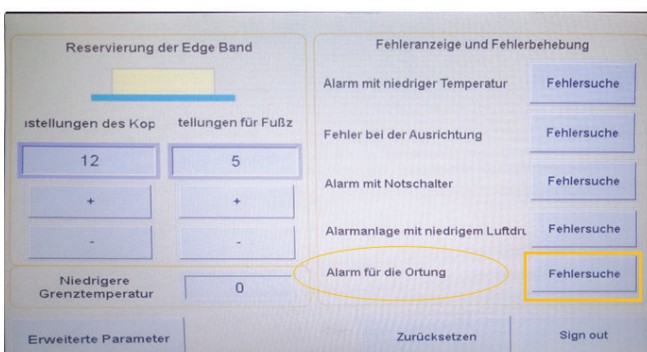 Reservierung der Edge Band
istellungen des Kop
tellungen für Fußz
12
5
+
+
-
-
Niedrigere
Grenztemperatur
0
Erweiterte Parameter
Fehleranzeige und Fehlerbehebung
Alarm mit niedriger Temperatur
Fehlersuche
Fehler bei der Ausrichtung
Fehlersuche
Alarm mit Notschalter
Fehlersuche
Alarmanlage mit niedrigem Luftdru
Fehlersuche
Alarm für die Ortung
Fehlersuche
Zurücksetzen
Sign out